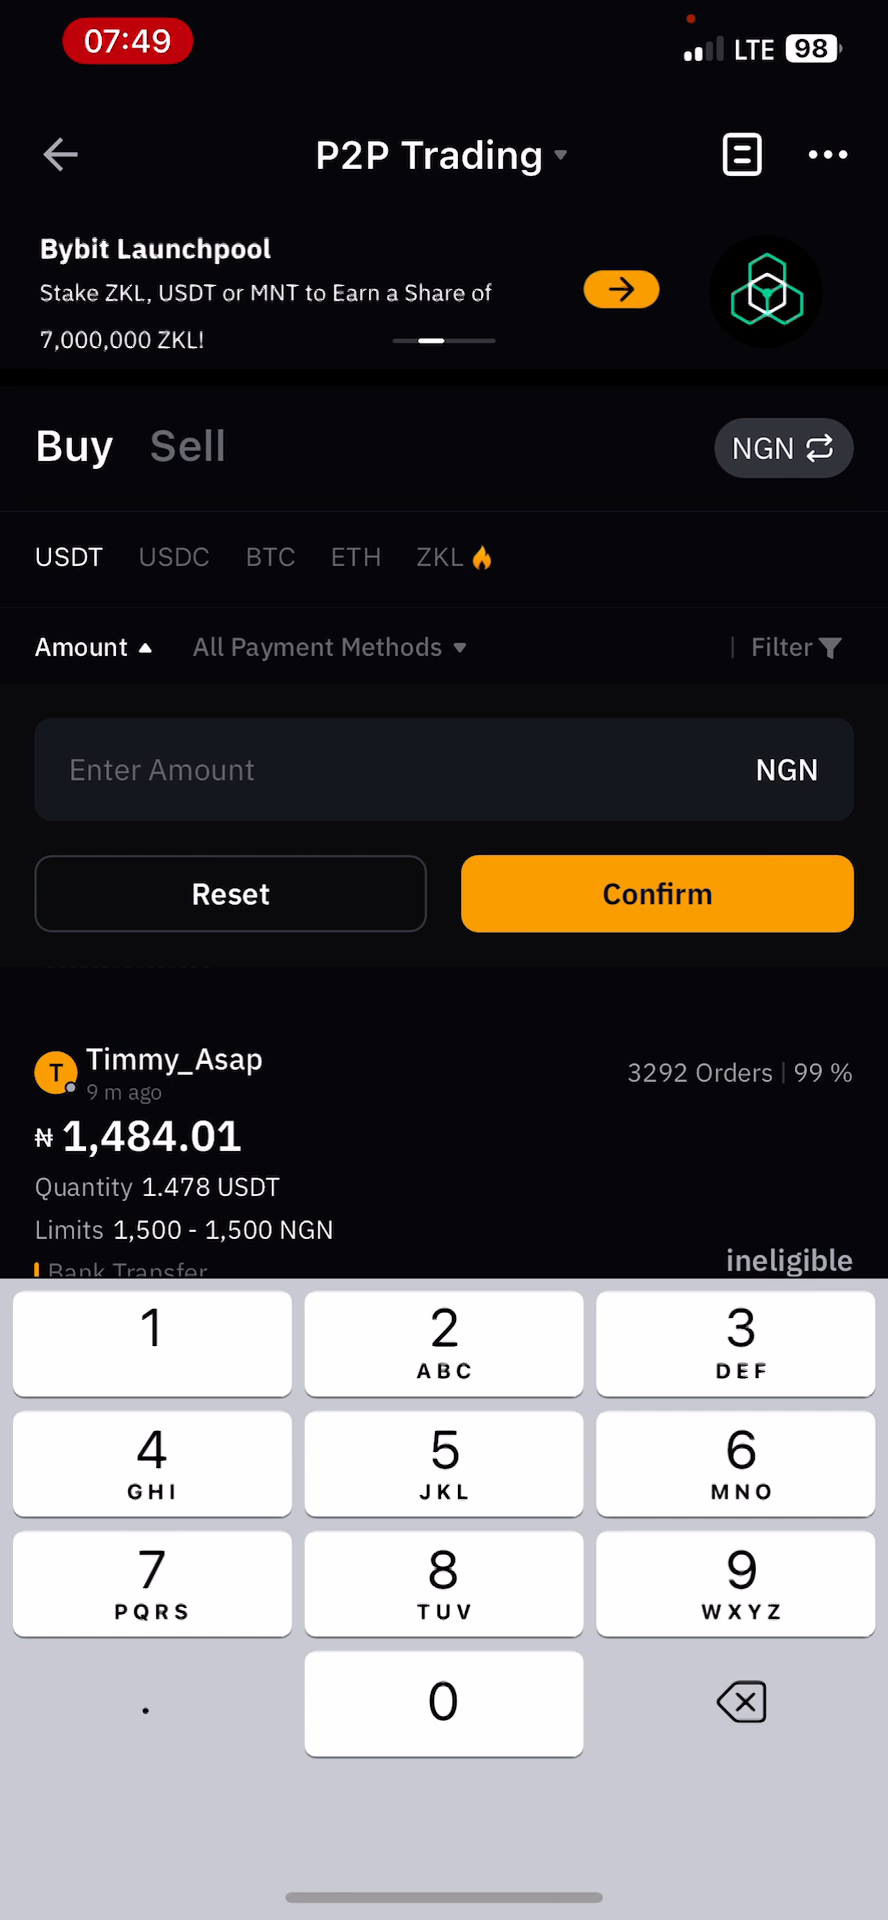 07:49
LTE 98
P2P Trading
Bybit Launchpool
Stake ZKL, USDT or MNT to Earn a Share of
7,000,000 ZKL!
Buy Sell NGN
USDT USDC BTC ETH ZKL
Amount All Payment Methods Filter
Enter Amount NGN
Reset Confirm
T Timmy_Asap
9 m ago
3292 Orders | 99 %
₦ 1,484.01
Quantity 1.478 USDT
Limits 1,500 - 1,500 NGN
ineligible
Bank Transfer
1 2 3
ABC DEF
4 5 6
GHI JKL MNO
7 8 9
PQRS TUV WXYZ
. 0